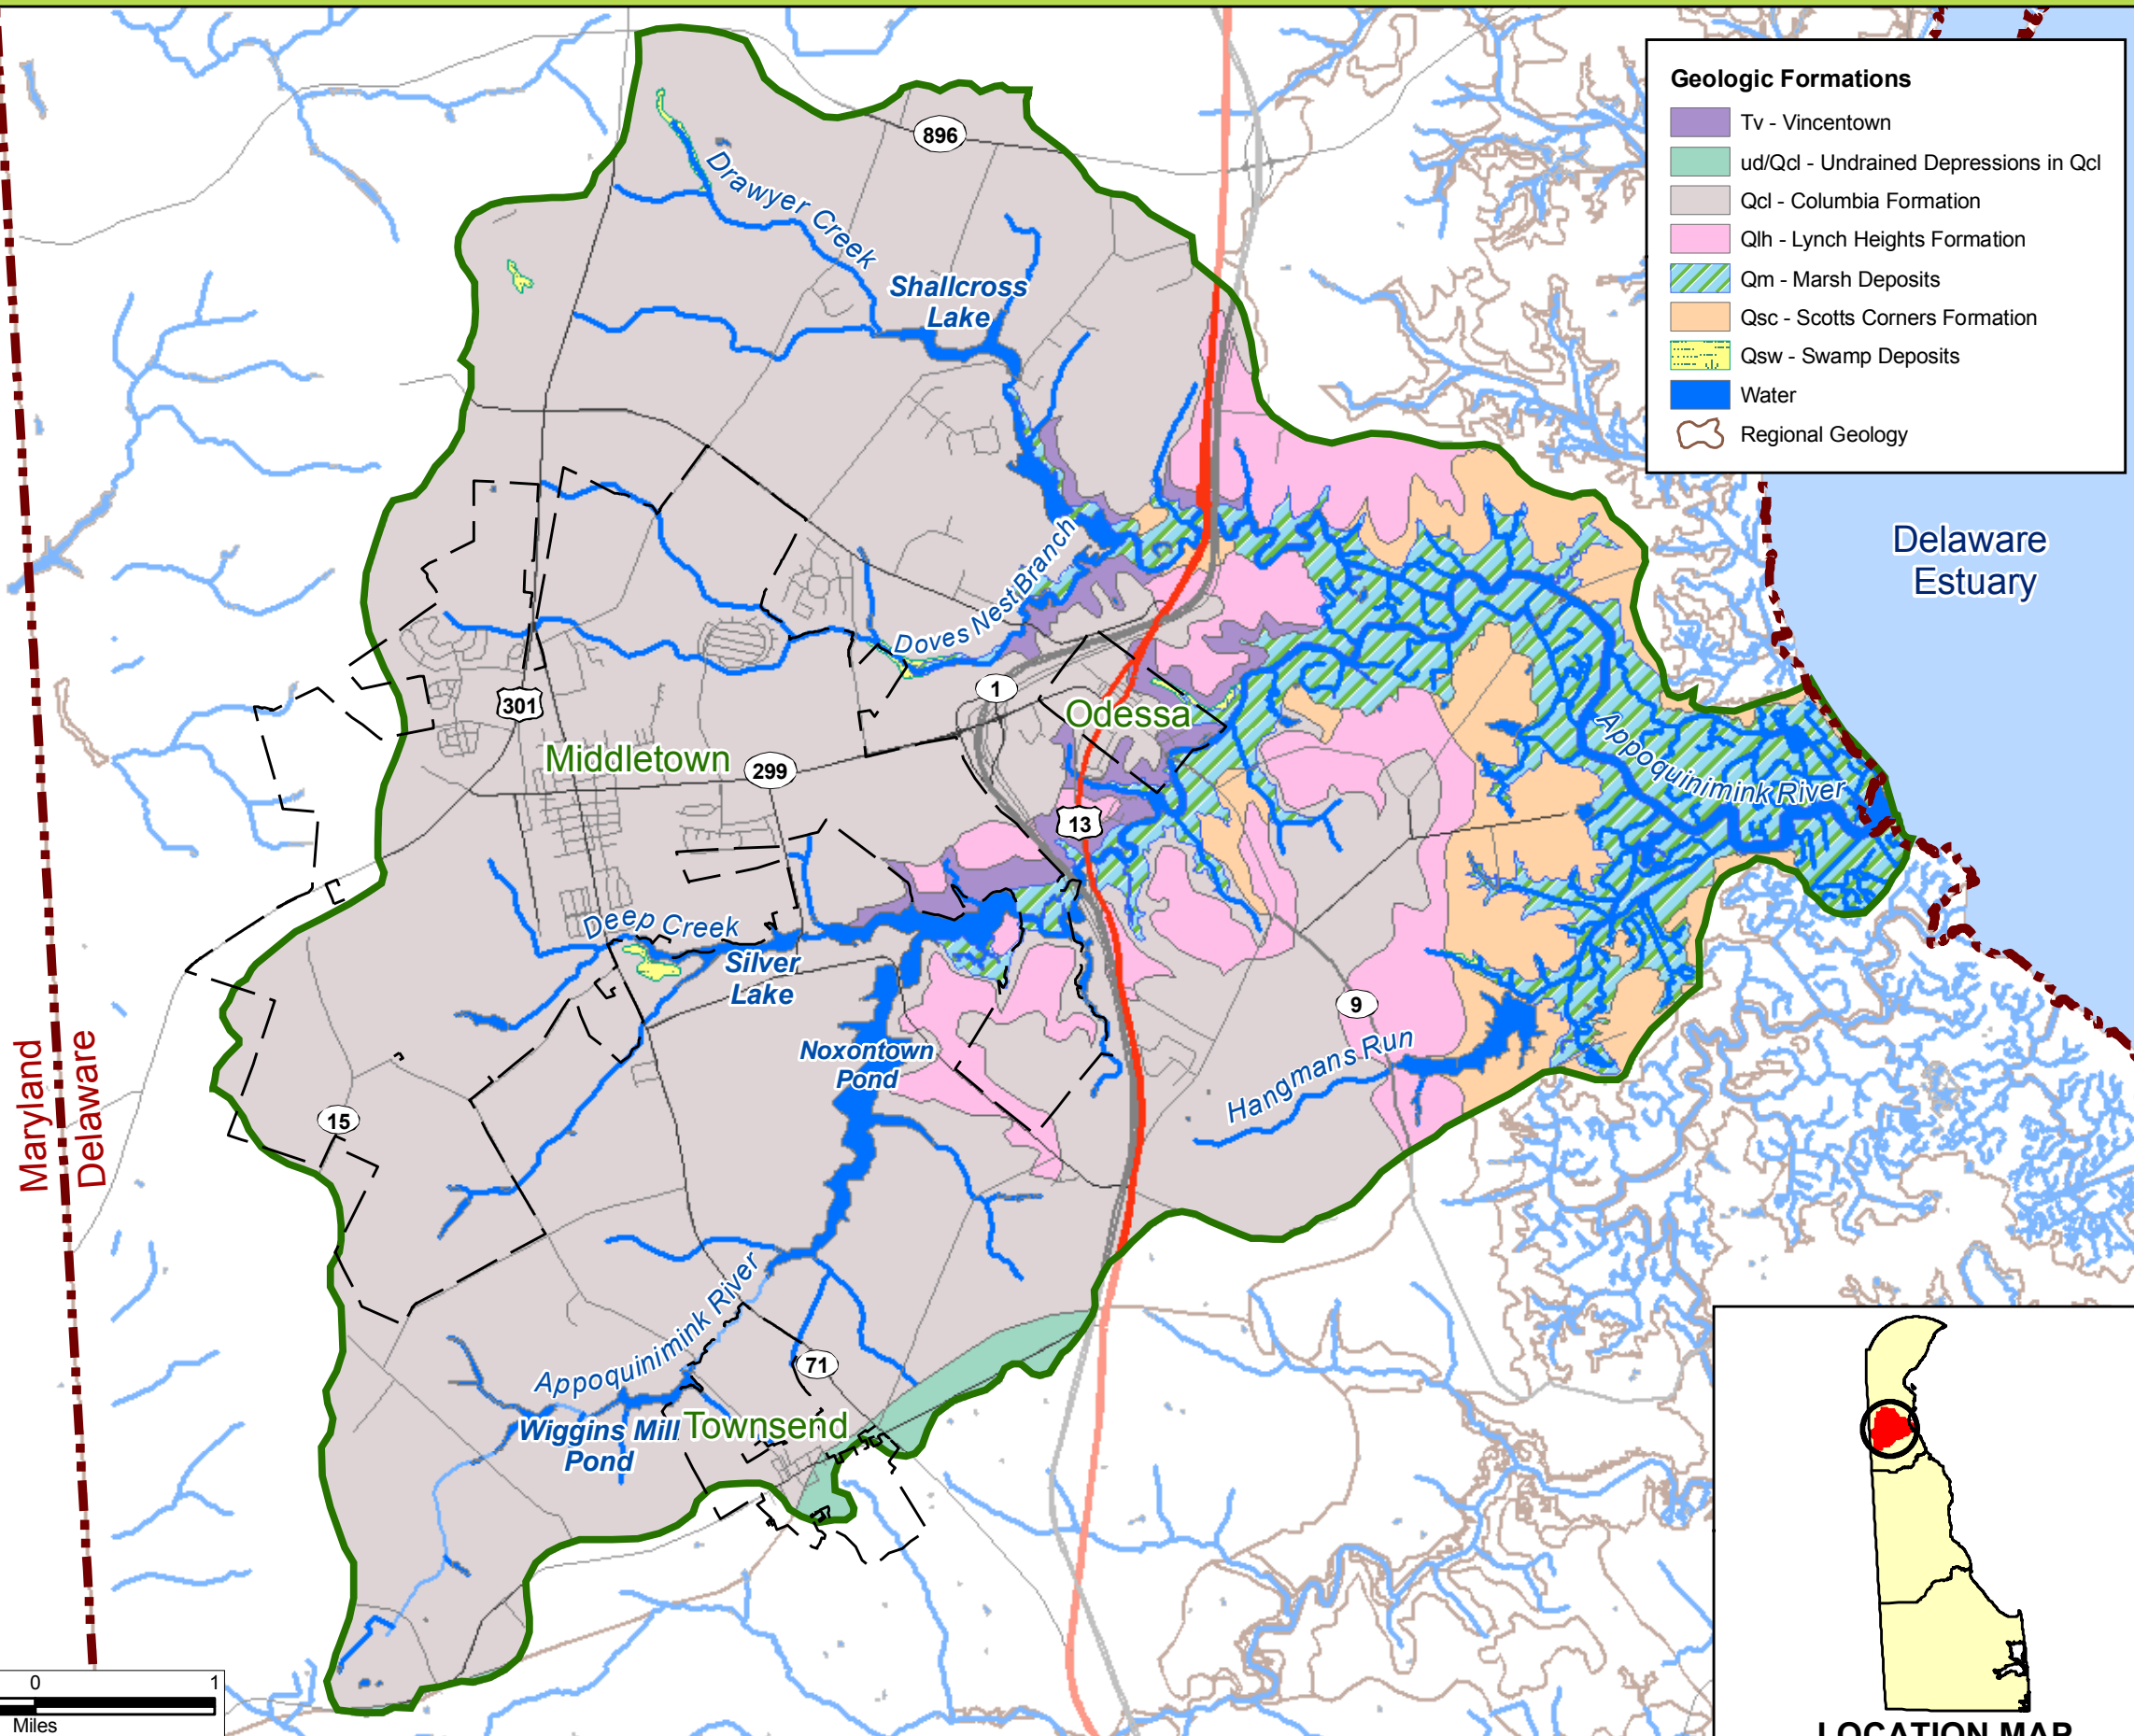 Geologic Formations
Tv - Vincentown
ud/Qcl - Undrained Depressions in Qcl
Qcl - Columbia Formation
Qlh - Lynch Heights Formation
Qm - Marsh Deposits
Qsc - Scotts Corners Formation
Qsw - Swamp Deposits
Water
Regional Geology
896
Drawyer Creek
Shallcross
Lake
Delaware
Estuary
Doves Nest Branch
1
301
Odessa
Middletown
299
Appoquinimink River
13
Deep Creek
Silver
Lake
9
Noxontown
Pond
Hangmans Run
Maryland
Delaware
15
Appoquinimink River
71
Wiggins Mill
Pond
Townsend
0
1
Miles
LOCATION MAP